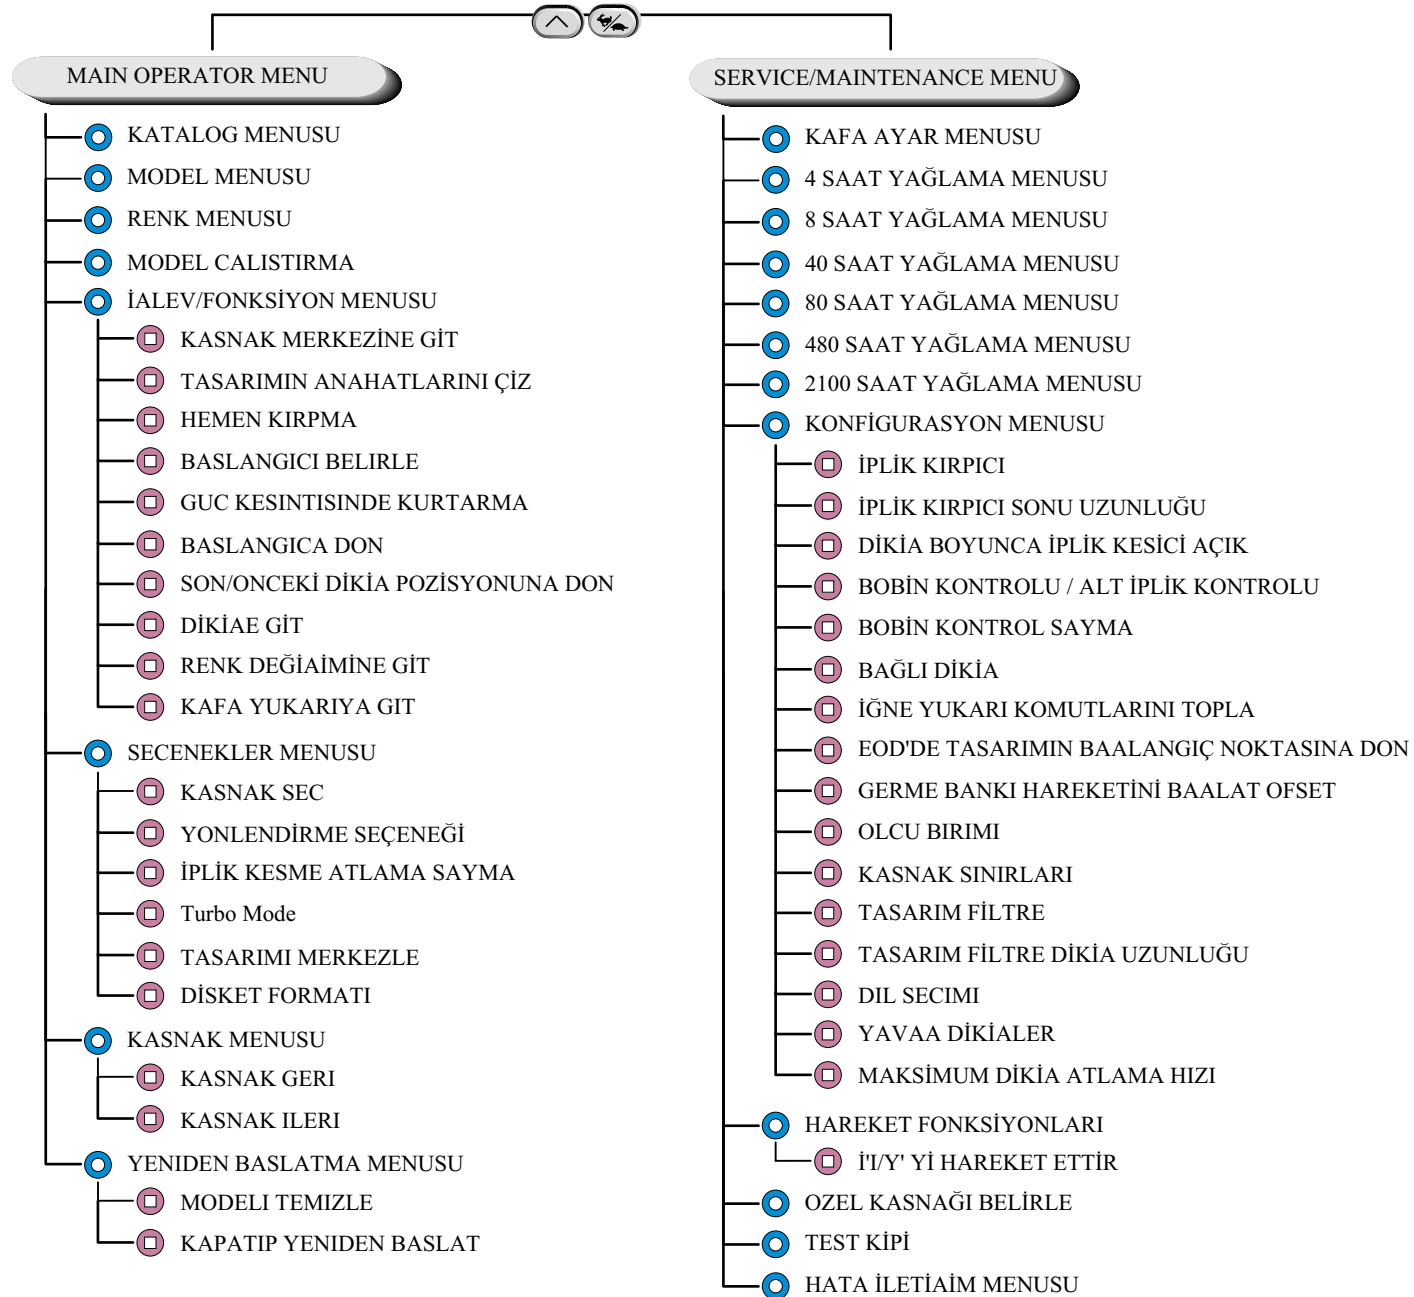 MAIN OPERATOR MENU
KATALOG MENUSU
MODEL MENUSU
RENK MENUSU
MODEL CALISTIRMA
İALEV/FONKSİYON MENUSU
KASNAK MERKEZİNE GİT
TASARIMIN ANAHATLARINI ÇİZ
HEMEN KIRPMA
BASLANGICI BELIRLE
GUC KESINTISINDE KURTARMA
BASLANGICA DON
SON/ONCEKİ DİKİA POZİSYONUNA DON
DİKİAE GİT
RENK DEĞİAİMİNE GİT
KAFA YUKARIYA GIT
SECENEKLER MENUSU
KASNAK SEC
YONLENDİRME SEÇENEĞİ
İPLİK KESME ATLAMA SAYMA
Turbo Mode
TASARIMI MERKEZLE
DİSKET FORMATI
KASNAK MENUSU
KASNAK GERI
KASNAK ILERI
YENIDEN BASLATMA MENUSU
MODELI TEMIZLE
KAPATIP YENIDEN BASLAT
SERVICE/MAINTENANCE MENU
KAFA AYAR MENUSU
4 SAAT YAĞLAMA MENUSU
8 SAAT YAĞLAMA MENUSU
40 SAAT YAĞLAMA MENUSU
80 SAAT YAĞLAMA MENUSU
480 SAAT YAĞLAMA MENUSU
2100 SAAT YAĞLAMA MENUSU
KONFİGURASYON MENUSU
İPLİK KIRPICI
İPLİK KIRPICI SONU UZUNLUĞU
DİKİA BOYUNCA İPLİK KESİCİ AÇIK
BOBİN KONTROLU / ALT İPLİK KONTROLU
BOBİN KONTROL SAYMA
BAĞLI DİKİA
İĞNE YUKARI KOMUTLARINI TOPLA
EOD'DE TASARIMIN BAALANGIÇ NOKTASINA DON
GERME BANKI HAREKETİNİ BAALAT OFSET
OLCU BIRIMI
KASNAK SINIRLARI
TASARIM FİLTRE
TASARIM FİLTRE DİKİA UZUNLUĞU
DIL SECIMI
YAVAA DİKİALER
MAKSİMUM DİKİA ATLAMA HIZI
HAREKET FONKSİYONLARI
İ'I/Y' Yİ HAREKET ETTİR
OZEL KASNAĞI BELİRLE
TEST KİPİ
HATA İLETİAİM MENUSU